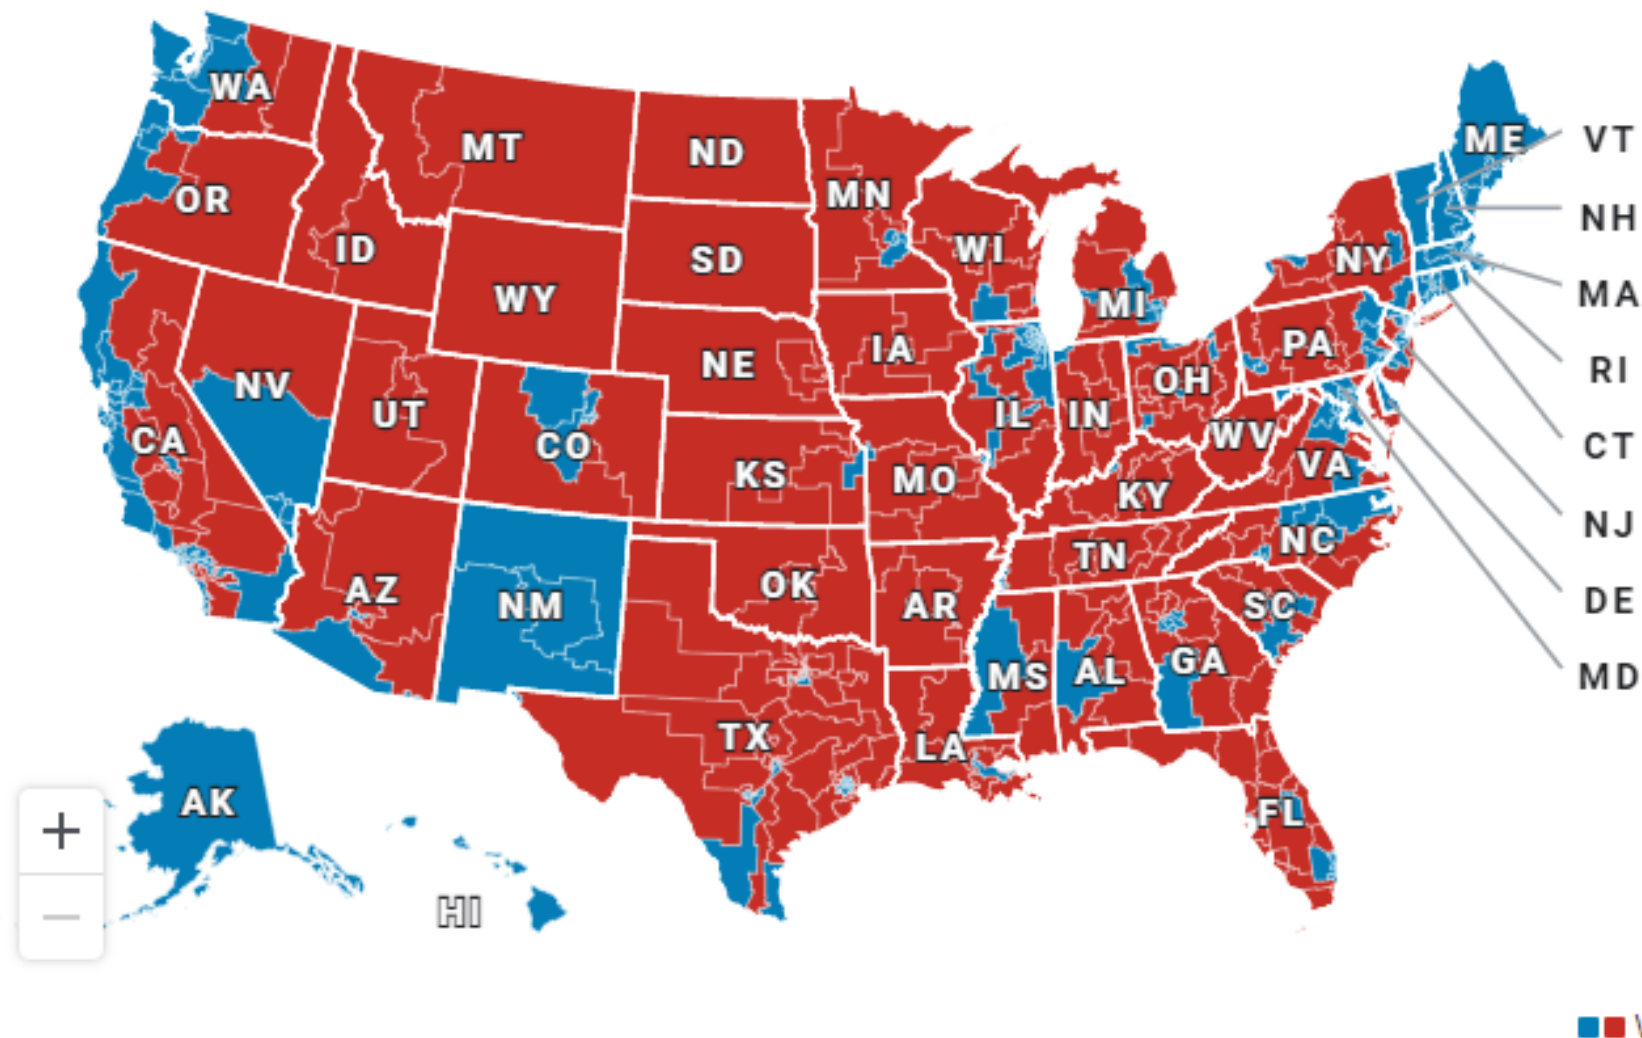 WA
MT
ND
ME
VT
OR
MN
NH
ID
SD
WI
NY
WY
MI
MA
NE
IA
PA
RI
NV
UT
OH
CO
IL
IN
CT
CA
KS
MO
WV
VA
KY
NJ
AZ
NM
OK
TN
NC
AR
SC
DE
MS
AL
GA
MD
TX
LA
AK
FL
HI
+
−